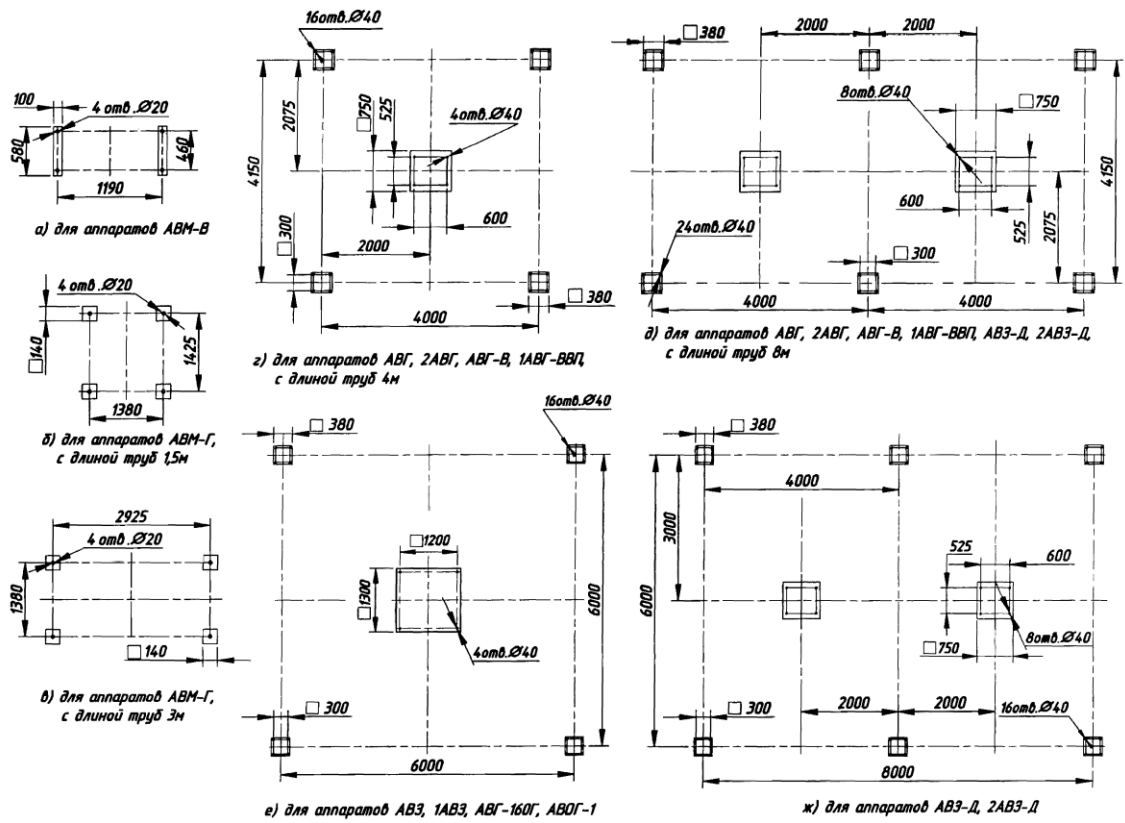 100
4 отв.Ø20
580
460
1190
а) для аппаратов АВМ-В
4 отв.Ø20
□140
1425
1380
б) для аппаратов АВМ-Г,
с длиной труб 1,5м
2925
4 отв.Ø20
1380
□140
в) для аппаратов АВМ-Г,
с длиной труб 3м
16отв.Ø40
4150
2075
□750
525
4отв.Ø40
600
□300
2000
□380
4000
г) для аппаратов АВГ, 2АВГ, АВГ-В, 1АВГ-ВВП,
с длиной труб 4м
□380
2000
2000
8отв.Ø40
□750
4150
600
525
2075
24отв.Ø40
□300
4000
4000
д) для аппаратов АВГ, 2АВГ, АВГ-В, 1АВГ-ВВП, АВЗ-Д, 2АВЗ-Д,
с длиной труб 8м
□380
16отв.Ø40
□1200
□1300
6000
4отв.Ø40
□300
6000
е) для аппаратов АВЗ, 1АВЗ, АВГ-160Г, АВОГ-1
□380
4000
3000
6000
525
600
□750
8отв.Ø40
□300
2000
2000
16отв.Ø40
8000
ж) для аппаратов АВЗ-Д, 2АВЗ-Д